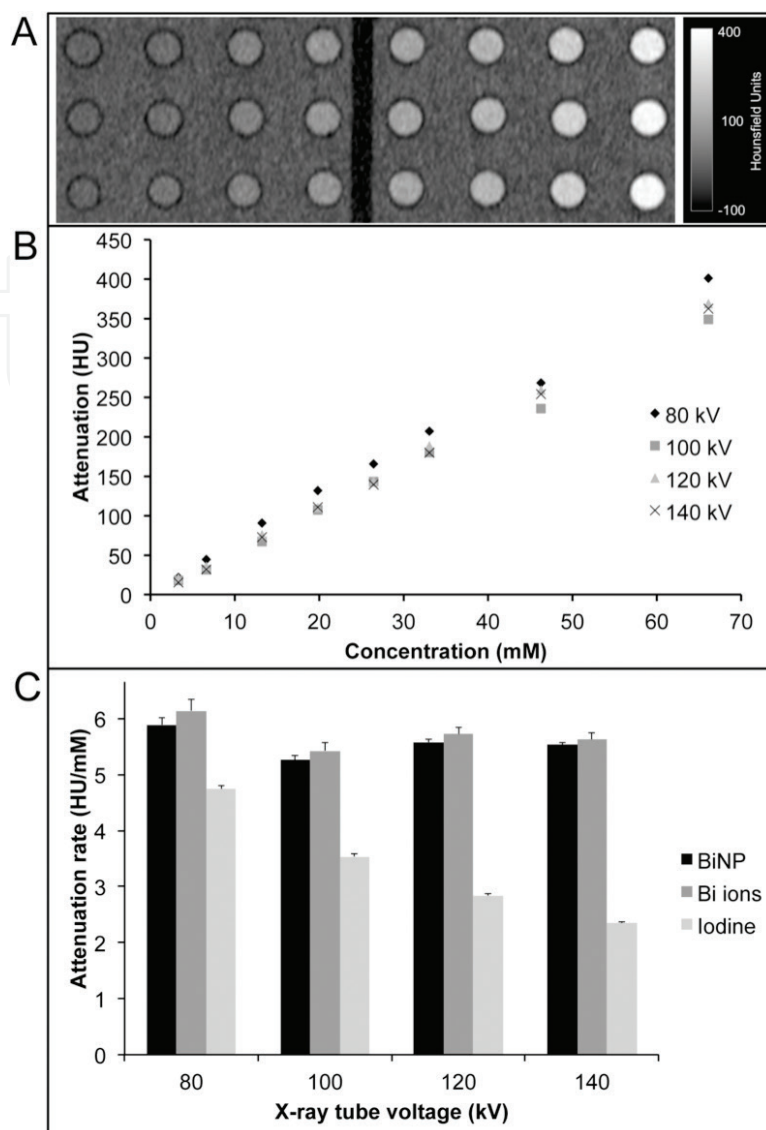 A
400
100
-100
Hounsfield Units
B
450
400
350
300
250
200
150
100
50
0
Attenuation (HU)
0 10 20 30 40 50 60 70
Concentration (mM)
80 kV
100 kV
120 kV
140 kV
C
6
5
4
3
2
1
0
Attenuation rate (HU/mM)
80 100 120 140
X-ray tube voltage (kV)
BiNP
Bi ions
Iodine